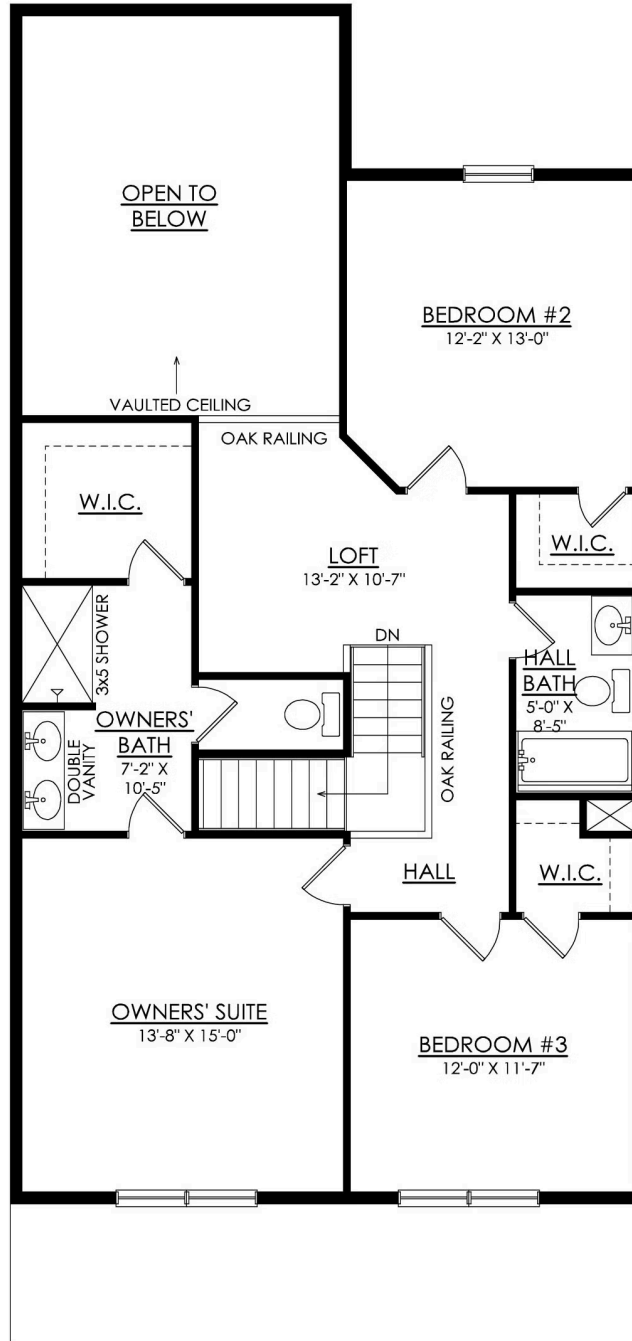 OPEN TO
BELOW
BEDROOM #2
12'-2" X 13'-0"
VAULTED CEILING
OAK RAILING
W.I.C.
W.I.C.
LOFT
13'-2" X 10'-7"
3x5 SHOWER
DN
HALL
BATH
5'-0" X
8'-5"
OWNERS'
BATH
7'-2" X
10'-5"
DOUBLE
VANITY
OAK RAILING
HALL
W.I.C.
OWNERS' SUITE
13'-8" X 15'-0"
BEDROOM #3
12'-0" X 11'-7"